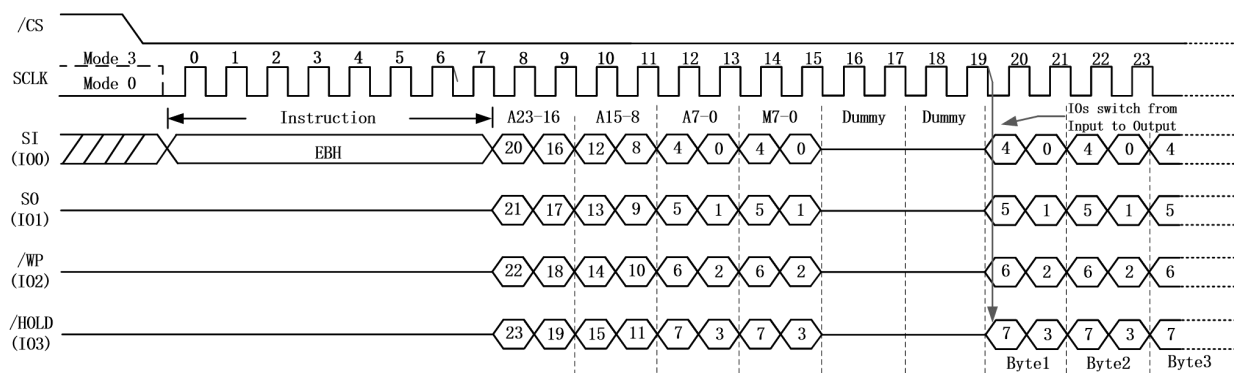 /CS
Mode 3 0 1 2 3 4 5 6 7 8 9 10 11 12 13 14 15 16 17 18 19 20 21 22 23
SCLK
Mode 0
Instruction A23-16 A15-8 A7-0 M7-0 Dummy Dummy IOs switch from
Input to Output
SI
(IO0) EBH 20 16 12 8 4 0 4 0 4 0 4 0 4
SO
(IO1) 21 17 13 9 5 1 5 1 5 1 5 1 5
/WP
(IO2) 22 18 14 10 6 2 6 2 6 2 6 2 6
/HOLD
(IO3) 23 19 15 11 7 3 7 3 7 3 7 3 7
Byte1 Byte2 Byte3